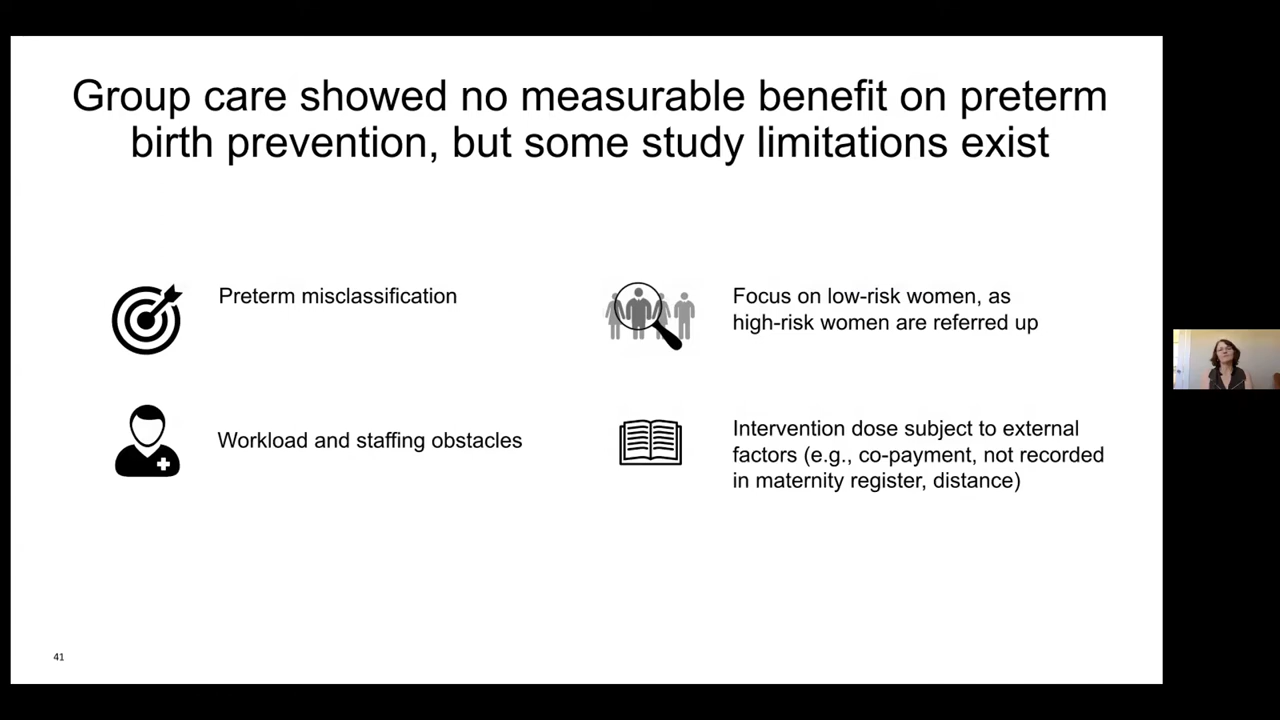 Group care showed no measurable benefit on preterm
birth prevention, but some study limitations exist
Preterm misclassification
Focus on low-risk women, as
high-risk women are referred up
Workload and staffing obstacles
Intervention dose subject to external
factors (e.g., co-payment, not recorded
in maternity register, distance)
41